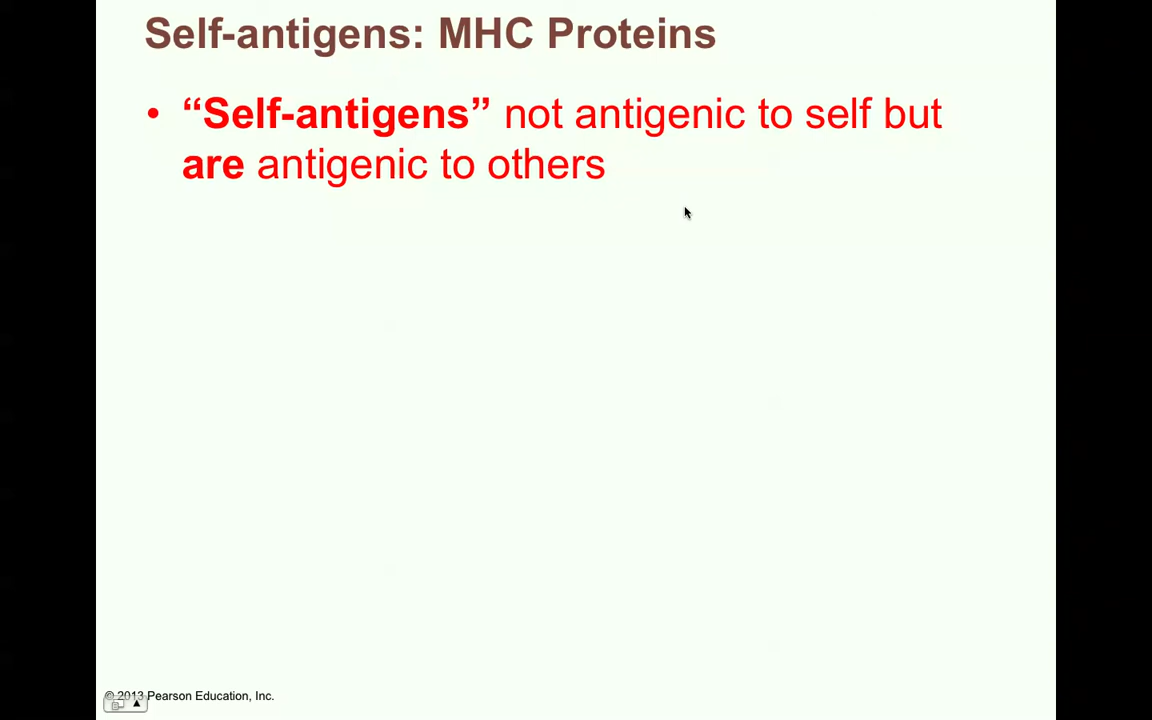 Self-antigens: MHC Proteins
• “Self-antigens” not antigenic to self but
are antigenic to others
© 2013 Pearson Education, Inc.